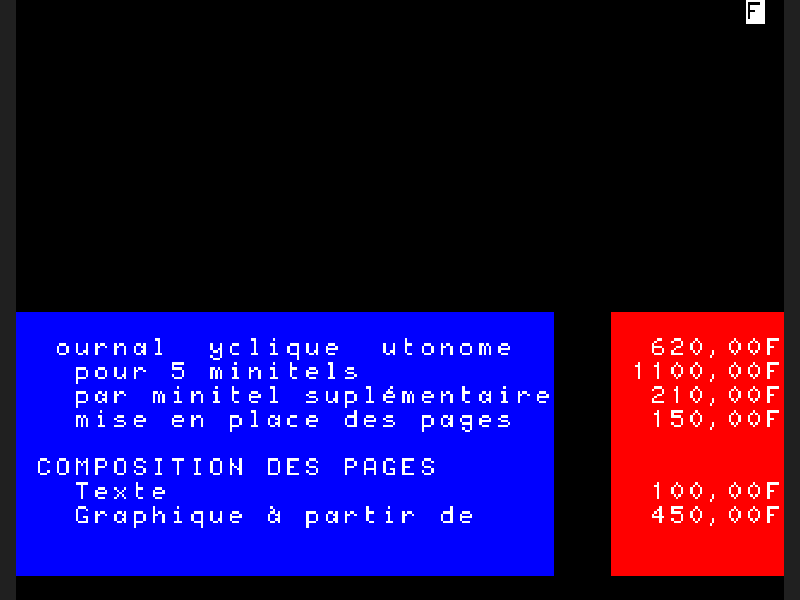 F
ournal yclique utonome 620,00F
pour 5 minitels 1100,00F
par minitel suplémentaire 210,00F
mise en place des pages 150,00F
COMPOSITION DES PAGES
Texte 100,00F
Graphique à partir de 450,00F